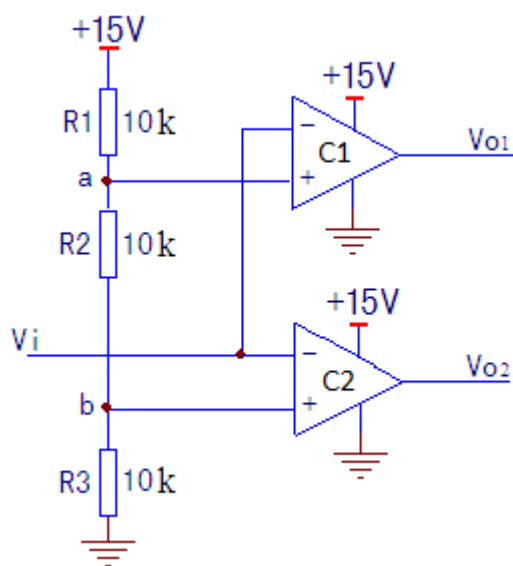 +15V
+15V
R1 10k
− C1
Vo1
a
+
R2 10k
+15V
Vi
− C2
Vo2
b
+
R3 10k